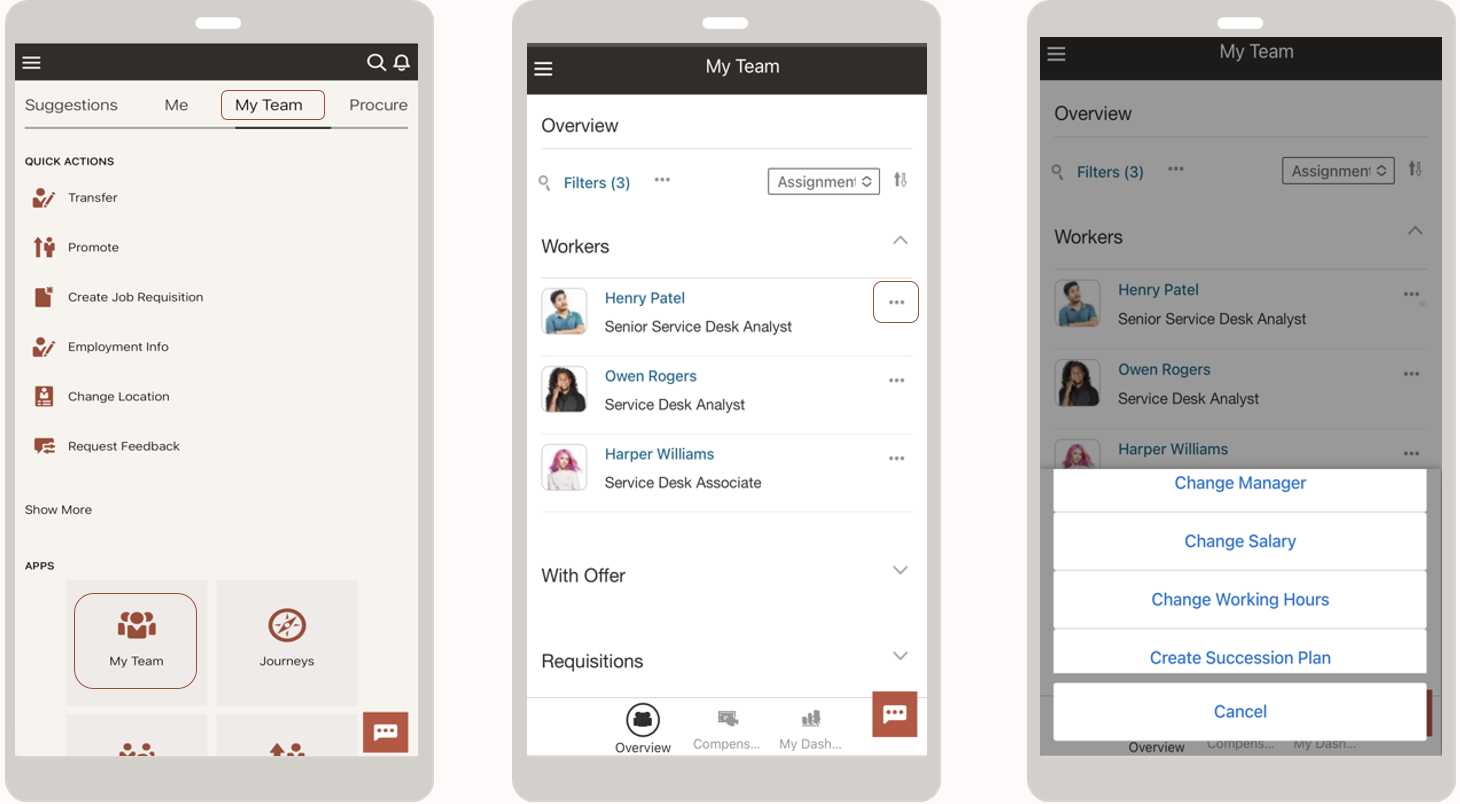 Suggestions Me My Team Procure
QUICK ACTIONS
Transfer
Promote
Create Job Requisition
Employment Info
Change Location
Request Feedback
Show More
APPS
My Team Journeys
My Team
Overview
Filters (3) Assignment
Workers
Henry Patel
Senior Service Desk Analyst
Owen Rogers
Service Desk Analyst
Harper Williams
Service Desk Associate
With Offer
Requisitions
Overview Compens... My Dash...
My Team
Overview
Filters (3) Assignment
Workers
Henry Patel
Senior Service Desk Analyst
Owen Rogers
Service Desk Analyst
Harper Williams
Change Manager
Change Salary
Change Working Hours
Create Succession Plan
Cancel
Overview Compens... My Dash...